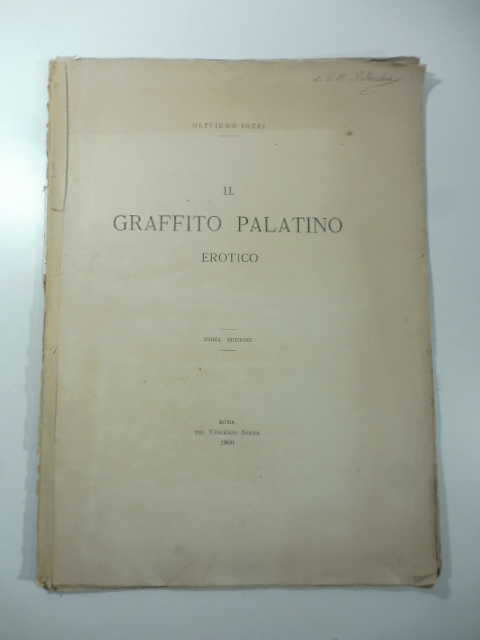 OLIVIERO IOZZI
IL
GRAFFITO PALATINO
EROTICO
TERZA EDIZIONE
ROMA
TIP. VINCENZO SPADA
1900